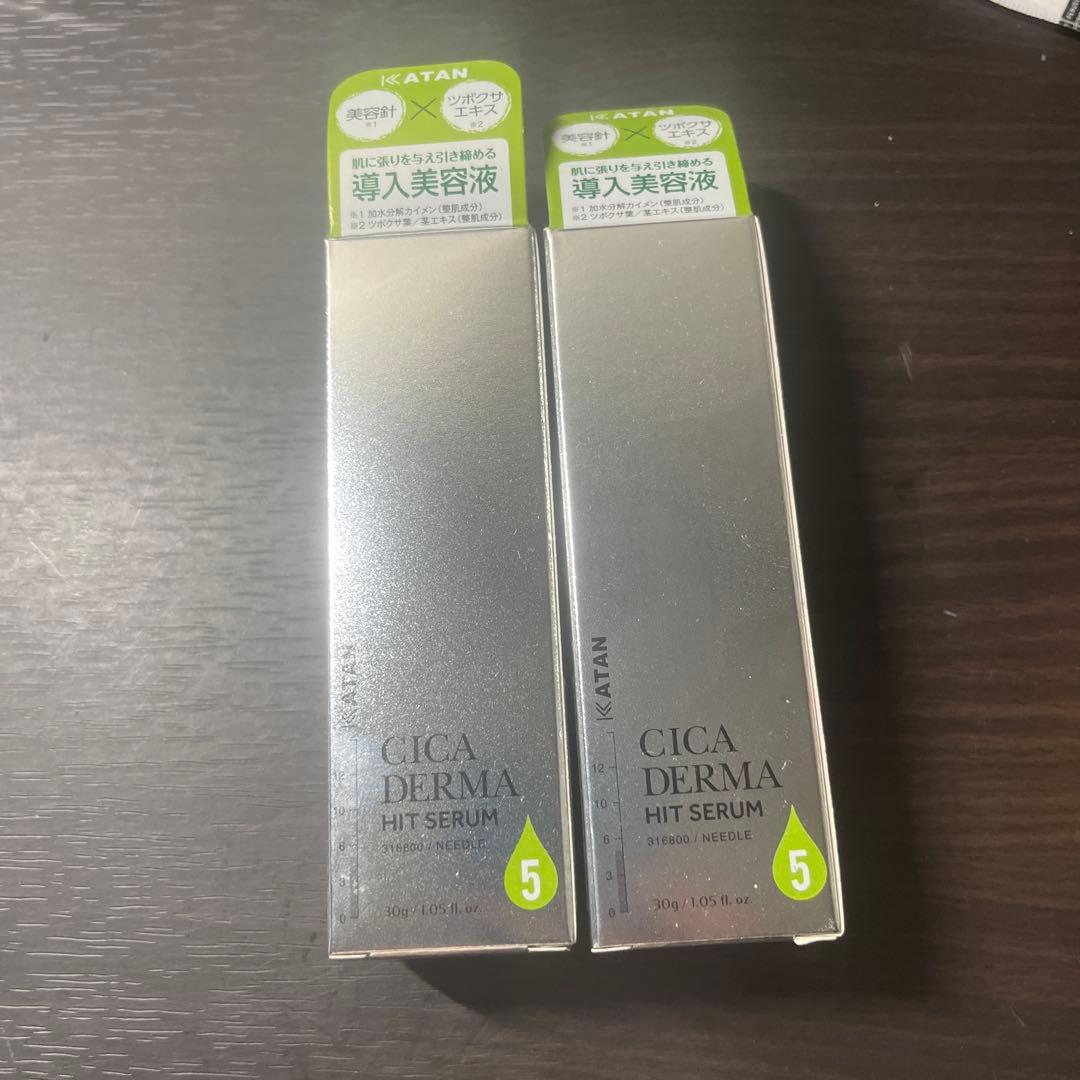 KATAN
美容針
※1
×
ツボクサ
エキス
※2
肌に張りを与え引き締める
導入美容液
※1 加水分解カイメン(整肌成分)
※2 ツボクサ葉/茎エキス(整肌成分)
KATAN
12
10
6
3
0
CICA
DERMA
HIT SERUM
316800 / NEEDLE
30g / 1.05 fl. oz.
5
KATAN
美容針
※1
×
ツボクサ
エキス
※2
肌に張りを与え引き締める
導入美容液
※1 加水分解カイメン(整肌成分)
※2 ツボクサ葉/茎エキス(整肌成分)
KATAN
12
10
6
3
0
CICA
DERMA
HIT SERUM
316800 / NEEDLE
30g / 1.05 fl. oz.
5